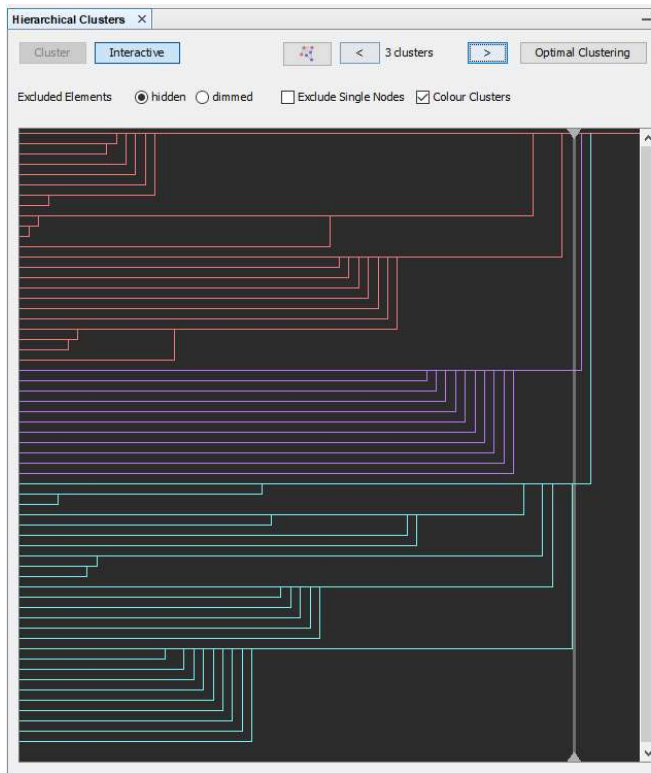 Hierarchical Clusters ×
Cluster Interactive < 3 clusters > Optimal Clustering
Excluded Elements hidden dimmed Exclude Single Nodes Colour Clusters